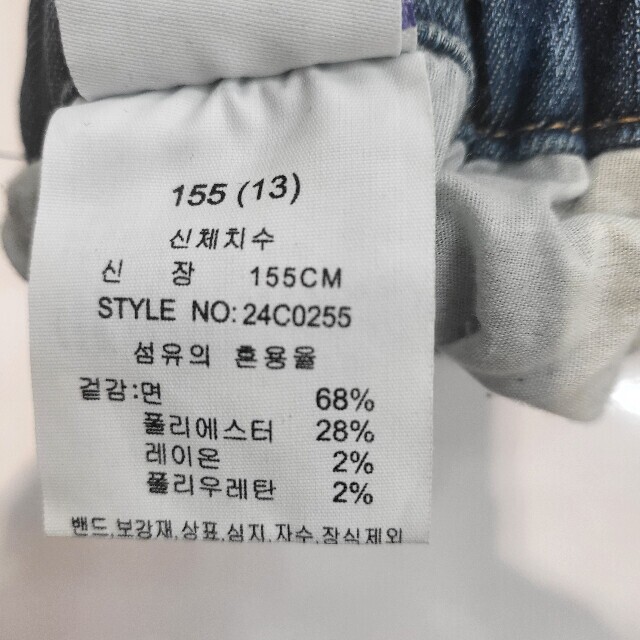 155 (13)
신체치수
신 장 155CM
STYLE NO: 24C0255
섬유의 혼용율
겉감:면 68%
폴리에스터 28%
레이온 2%
폴리우레탄 2%
밴드,보강재,상표,심지,자수,장식제외